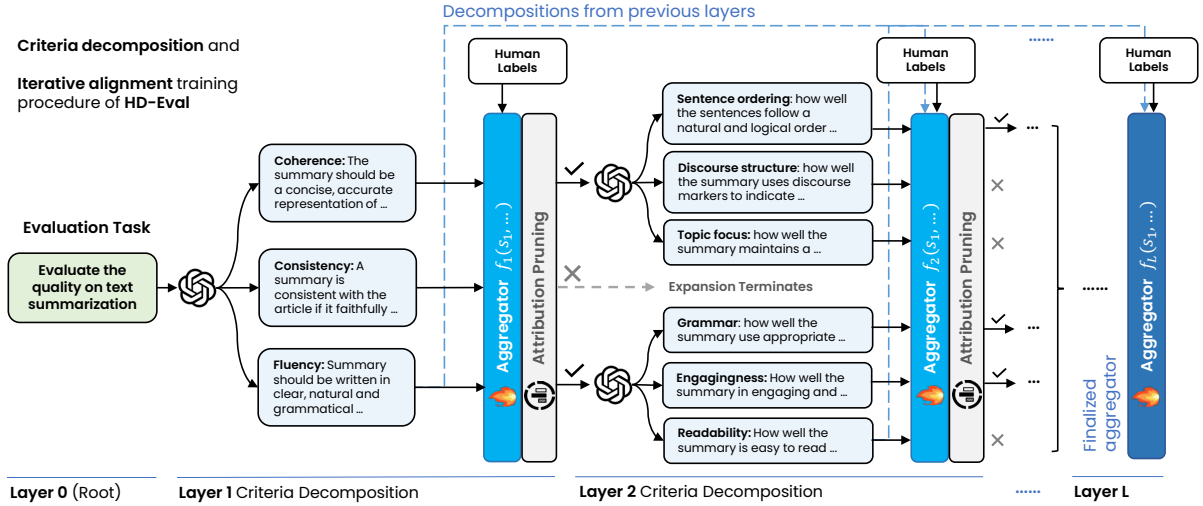 Decompositions from previous layers
Criteria decomposition and
Iterative alignment training
procedure of HD-Eval
Human
Labels
Human
Labels
......
Human
Labels
Evaluation Task
Evaluate the
quality on text
summarization
Coherence: The
summary should be
a concise, accurate
representation of ...
Consistency: A
summary is
consistent with the
article if it faithfully ...
Fluency: Summary
should be written in
clear, natural and
grammatical ...
Aggregator f₁(s₁, ...)
Attribution Pruning
Sentence ordering: how well
the sentences follow a
natural and logical order ...
Discourse structure: how well
the summary uses discourse
markers to indicate ...
Topic focus: how well the
summary maintains a ...
Expansion Terminates
Grammar: how well the
summary use appropriate ...
Engagingness: How well the
summary in engaging and ...
Readability: How well the
summary is easy to read ...
Aggregator f₂(s₁, ...)
Attribution Pruning
...
...
...
......
Finalized
aggregator
Aggregator f_L(s₁, ...)
Layer 0 (Root)
Layer 1 Criteria Decomposition
Layer 2 Criteria Decomposition
......
Layer L